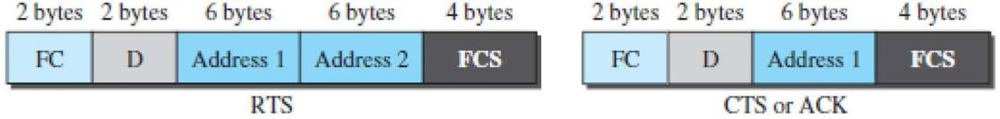 2 bytes 2 bytes 6 bytes 6 bytes 4 bytes
FC D Address 1 Address 2 FCS
RTS
2 bytes 2 bytes 6 bytes 4 bytes
FC D Address 1 FCS
CTS or ACK